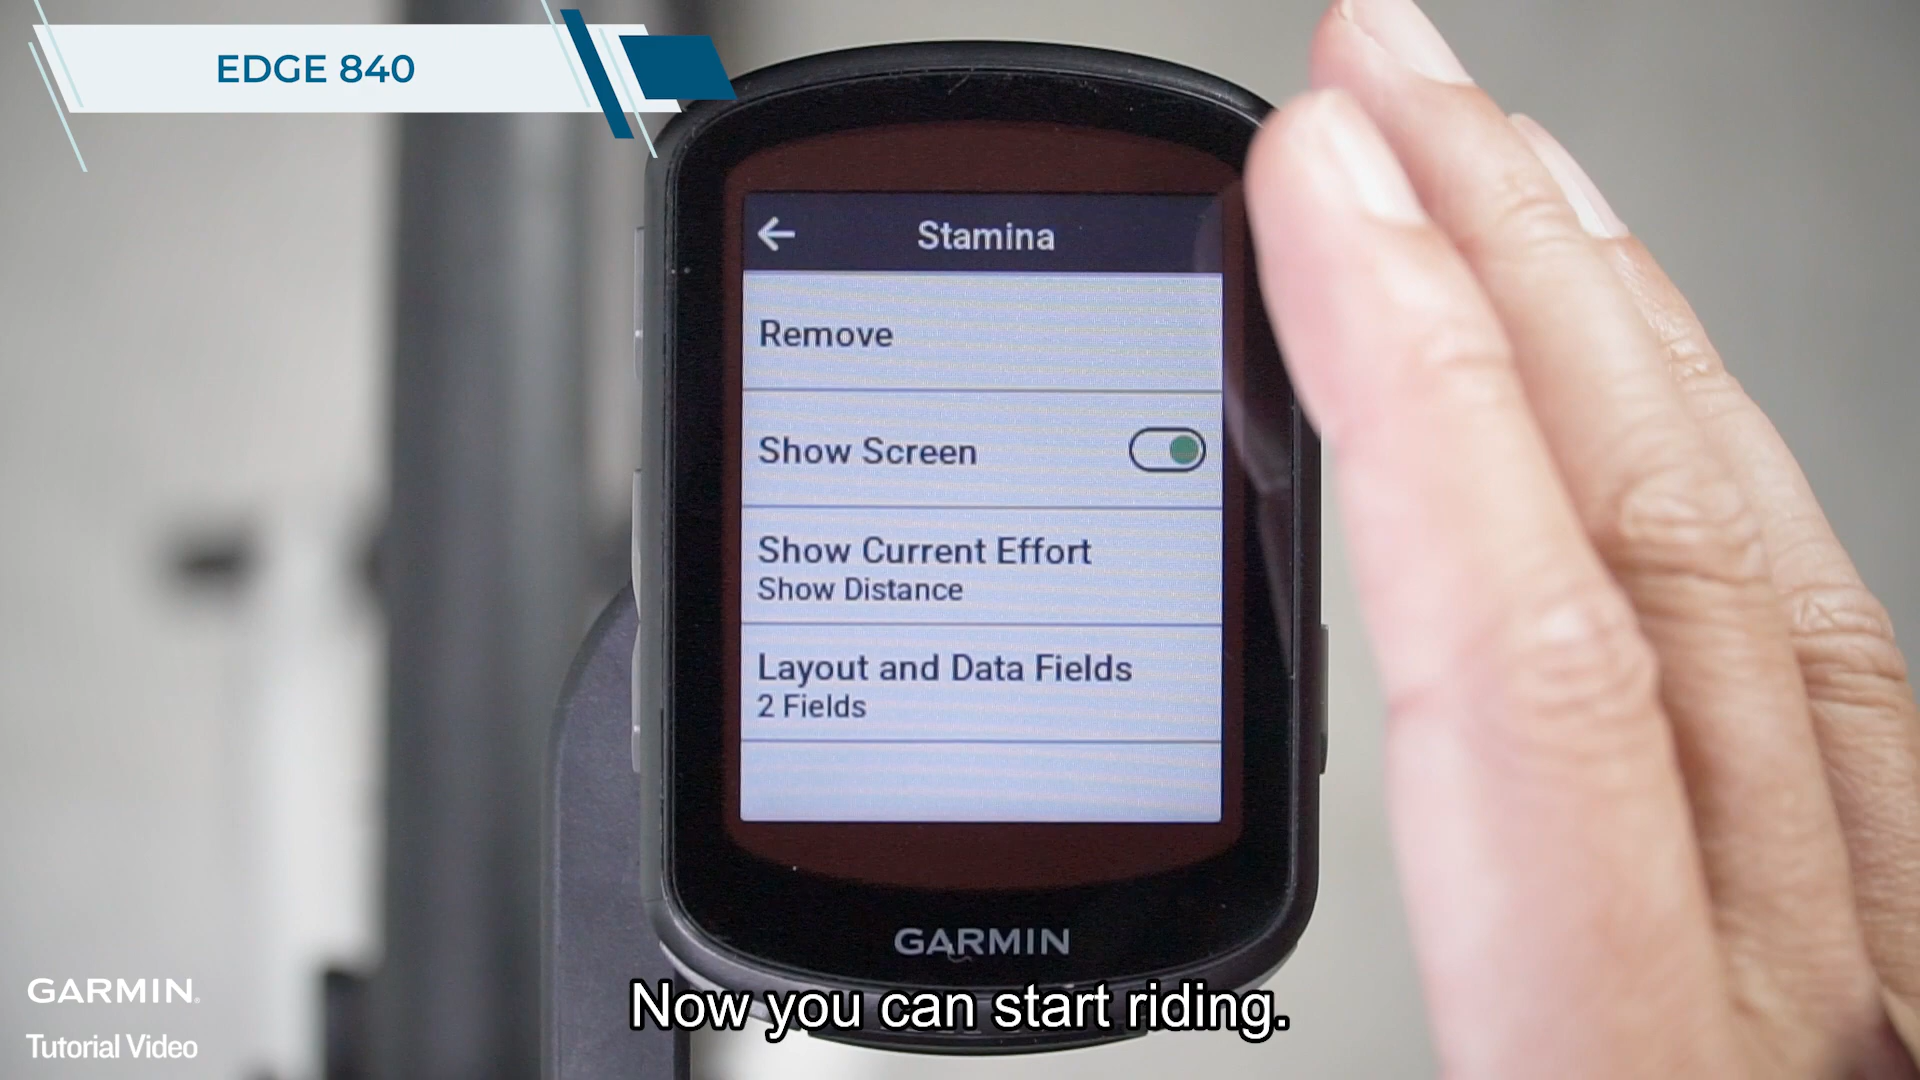 EDGE 840
Stamina
Remove
Show Screen
Show Current Effort
Show Distance
Layout and Data Fields
2 Fields
GARMIN
Now you can start riding.
GARMIN
Tutorial Video